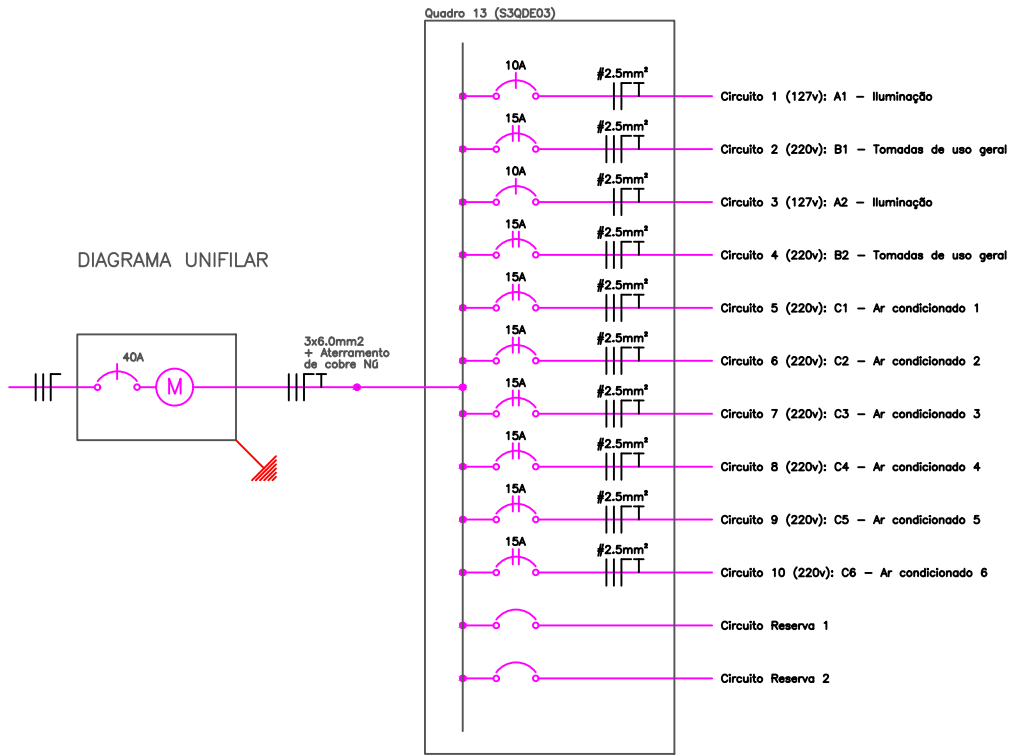 Quadro 13 (S3QDE03)
10A
#2.5mm²
Circuito 1 (127v): A1 - Iluminação
15A
#2.5mm²
Circuito 2 (220v): B1 - Tomadas de uso geral
10A
#2.5mm²
Circuito 3 (127v): A2 - Iluminação
15A
#2.5mm²
Circuito 4 (220v): B2 - Tomadas de uso geral
DIAGRAMA UNIFILAR
15A
#2.5mm²
Circuito 5 (220v): C1 - Ar condicionado 1
15A
#2.5mm²
Circuito 6 (220v): C2 - Ar condicionado 2
40A
M
3x6.0mm2
+ Aterramento
de cobre Nú
15A
#2.5mm²
Circuito 7 (220v): C3 - Ar condicionado 3
15A
#2.5mm²
Circuito 8 (220v): C4 - Ar condicionado 4
15A
#2.5mm²
Circuito 9 (220v): C5 - Ar condicionado 5
15A
#2.5mm²
Circuito 10 (220v): C6 - Ar condicionado 6
Circuito Reserva 1
Circuito Reserva 2